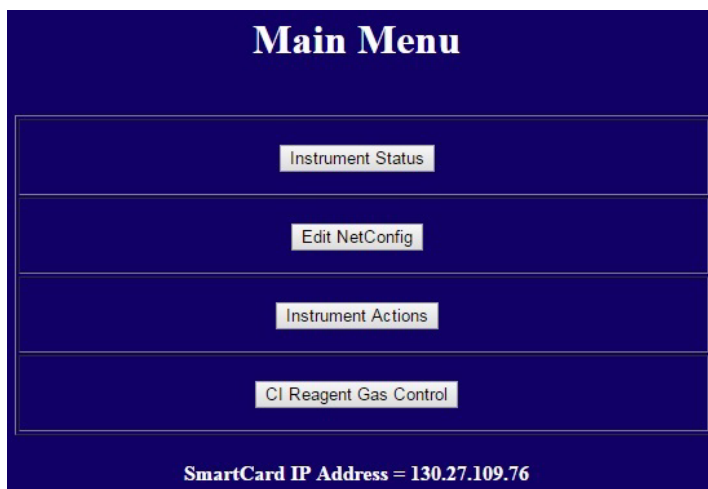 Main Menu
Instrument Status
Edit NetConfig
Instrument Actions
CI Reagent Gas Control
SmartCard IP Address = 130.27.109.76